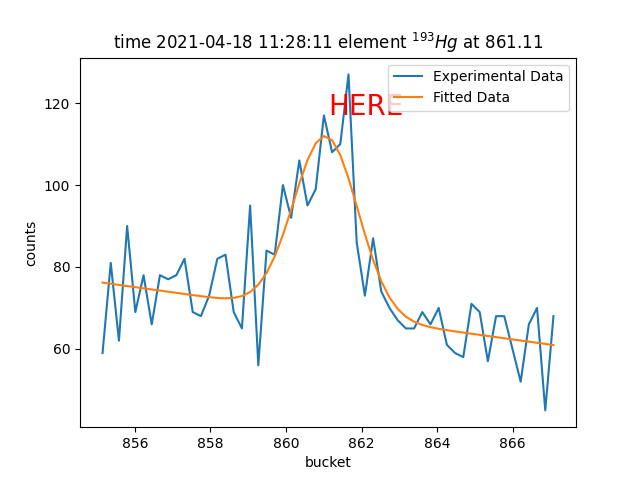 time 2021-04-18 11:28:11 element ¹⁹³Hg at 861.11
Experimental Data
Fitted Data
HERE
counts
120
100
80
60
856 858 860 862 864 866
bucket